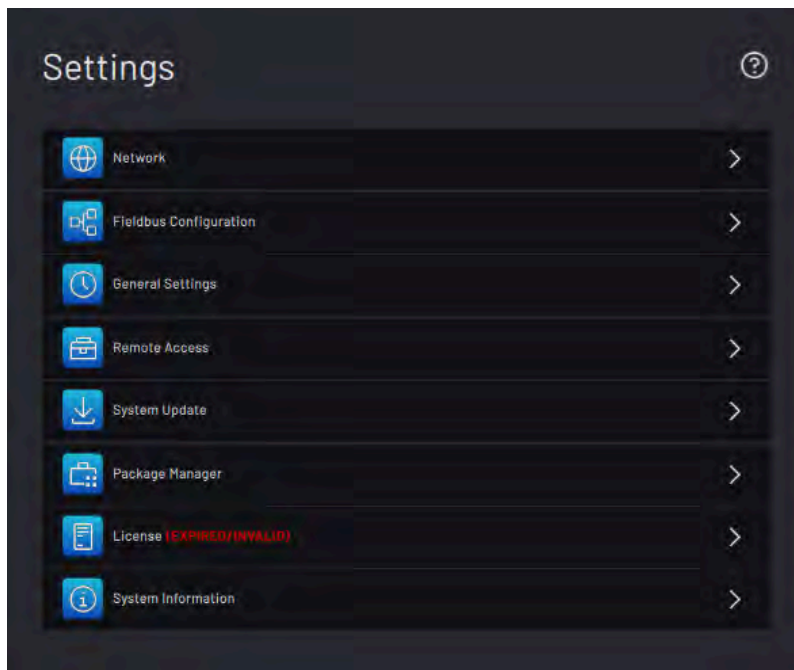 Settings
Network
Fieldbus Configuration
General Settings
Remote Access
System Update
Package Manager
License (EXPIRED/INVALID)
System Information